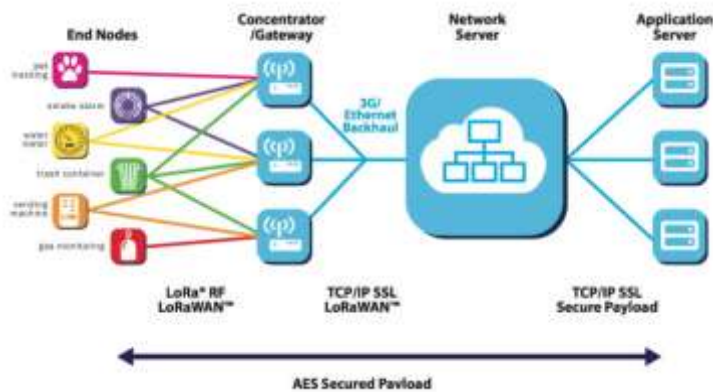 End Nodes
Concentrator
/Gateway
Network
Server
Application
Server
pet
tracking
smoke alarm
water
meter
trash container
vending
machine
gas monitoring
3G/
Ethernet
Backhaul
LoRa® RF
LoRaWAN™
TCP/IP SSL
LoRaWAN™
TCP/IP SSL
Secure Payload
AES Secured Payload